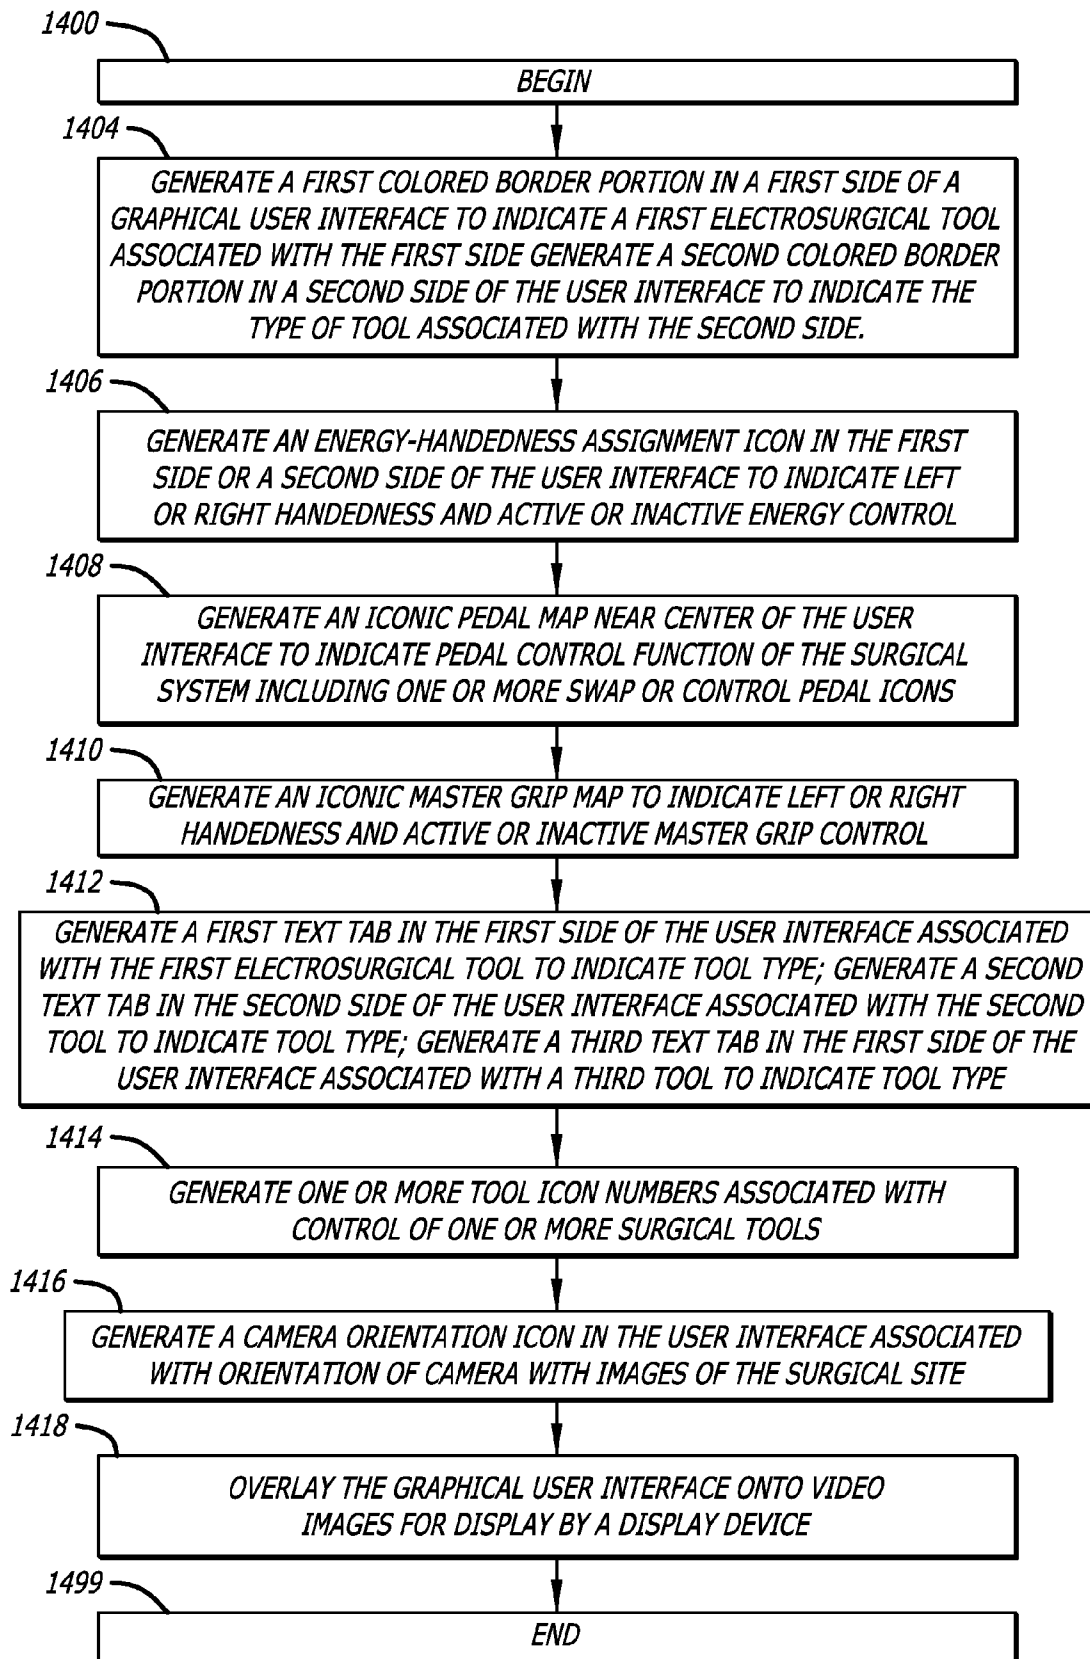 1400
BEGIN
1404
GENERATE A FIRST COLORED BORDER PORTION IN A FIRST SIDE OF A
GRAPHICAL USER INTERFACE TO INDICATE A FIRST ELECTROSURGICAL TOOL
ASSOCIATED WITH THE FIRST SIDE GENERATE A SECOND COLORED BORDER
PORTION IN A SECOND SIDE OF THE USER INTERFACE TO INDICATE THE
TYPE OF TOOL ASSOCIATED WITH THE SECOND SIDE.
1406
GENERATE AN ENERGY-HANDEDNESS ASSIGNMENT ICON IN THE FIRST
SIDE OR A SECOND SIDE OF THE USER INTERFACE TO INDICATE LEFT
OR RIGHT HANDEDNESS AND ACTIVE OR INACTIVE ENERGY CONTROL
1408
GENERATE AN ICONIC PEDAL MAP NEAR CENTER OF THE USER
INTERFACE TO INDICATE PEDAL CONTROL FUNCTION OF THE SURGICAL
SYSTEM INCLUDING ONE OR MORE SWAP OR CONTROL PEDAL ICONS
1410
GENERATE AN ICONIC MASTER GRIP MAP TO INDICATE LEFT OR RIGHT
HANDEDNESS AND ACTIVE OR INACTIVE MASTER GRIP CONTROL
1412
GENERATE A FIRST TEXT TAB IN THE FIRST SIDE OF THE USER INTERFACE ASSOCIATED
WITH THE FIRST ELECTROSURGICAL TOOL TO INDICATE TOOL TYPE; GENERATE A SECOND
TEXT TAB IN THE SECOND SIDE OF THE USER INTERFACE ASSOCIATED WITH THE SECOND
TOOL TO INDICATE TOOL TYPE; GENERATE A THIRD TEXT TAB IN THE FIRST SIDE OF THE
USER INTERFACE ASSOCIATED WITH A THIRD TOOL TO INDICATE TOOL TYPE
1414
GENERATE ONE OR MORE TOOL ICON NUMBERS ASSOCIATED WITH
CONTROL OF ONE OR MORE SURGICAL TOOLS
1416
GENERATE A CAMERA ORIENTATION ICON IN THE USER INTERFACE ASSOCIATED
WITH ORIENTATION OF CAMERA WITH IMAGES OF THE SURGICAL SITE
1418
OVERLAY THE GRAPHICAL USER INTERFACE ONTO VIDEO
IMAGES FOR DISPLAY BY A DISPLAY DEVICE
1499
END